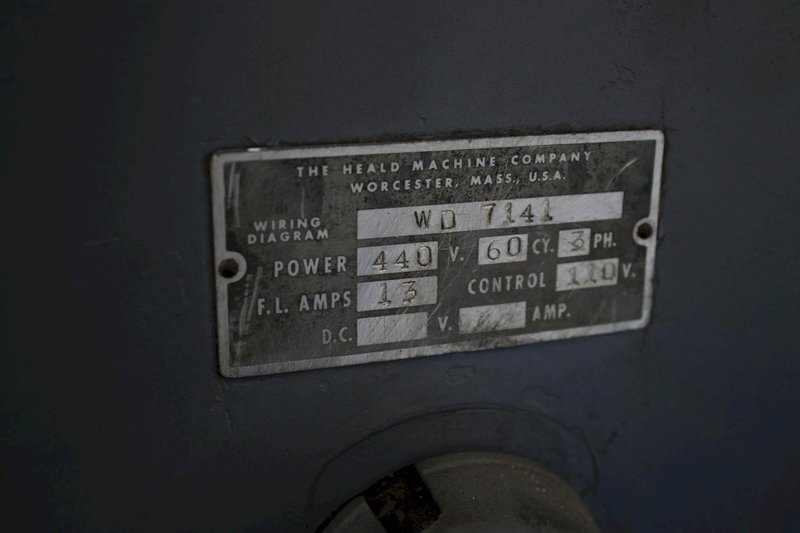 THE HEALD MACHINE COMPANY
WORCESTER, MASS., U.S.A.
WIRING DIAGRAM WD 7141
POWER 440 V. 60 CY. 3 PH.
F.L. AMPS 13 CONTROL 110 V.
D.C. V. AMP.